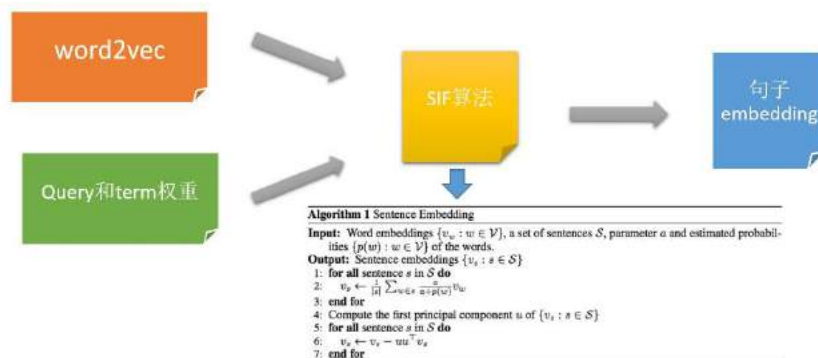 word2vec
Query和term权重
SIF算法
句子
embedding
Algorithm 1 Sentence Embedding
Input: Word embeddings {v_w : w ∈ V}, a set of sentences S, parameter a and estimated probabil-
ities {p(w) : w ∈ V} of the words.
Output: Sentence embeddings {v_s : s ∈ S}
1: for all sentence s in S do
2: v_s ← 1/|s| ∑_{w∈s} a/(a+p(w)) v_w
3: end for
4: Compute the first principal component u of {v_s : s ∈ S}
5: for all sentence s in S do
6: v_s ← v_s − uu^⊤v_s
7: end for